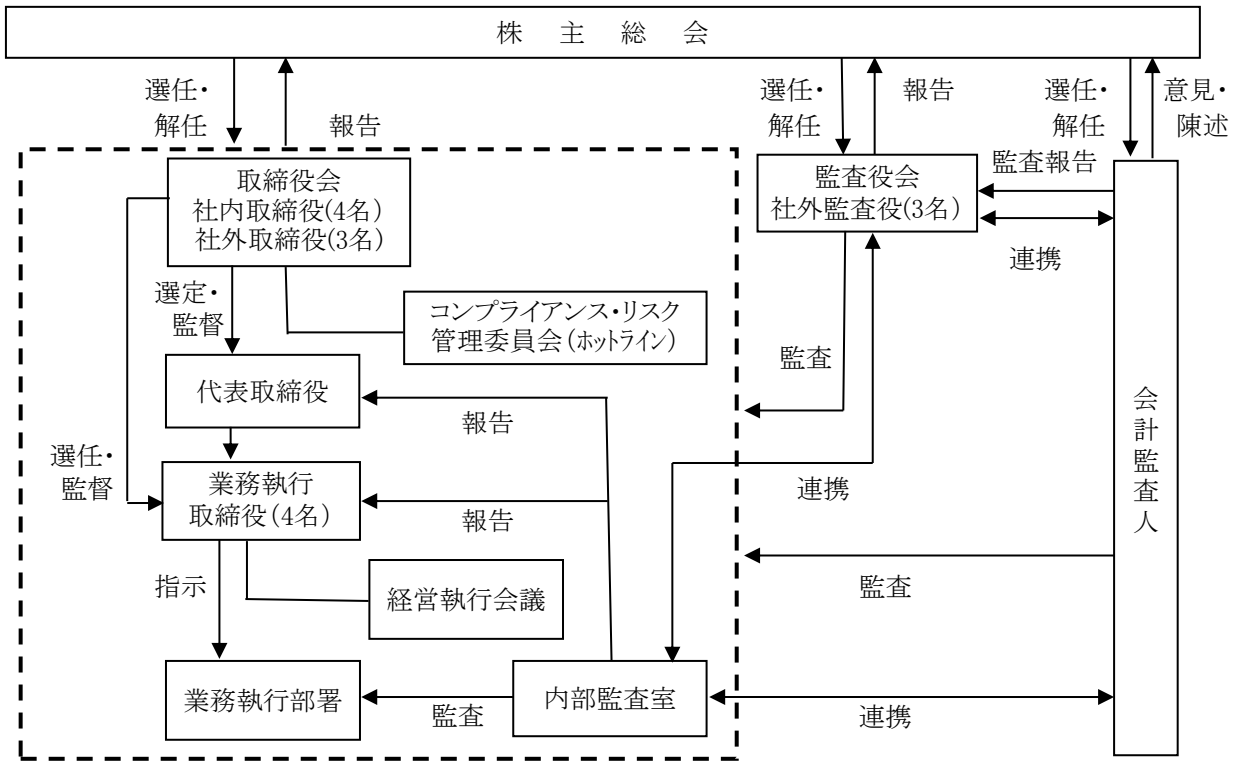 株主総会
選任・
解任
報告
選任・
解任
報告
選任・
解任
意見・
陳述
取締役会
社内取締役(4名)
社外取締役(3名)
監査役会
社外監査役(3名)
監査報告
連携
選定・
監督
コンプライアンス・リスク
管理委員会(ホットライン)
監査
代表取締役
報告
会計監査人
選任・
監督
業務執行
取締役(4名)
報告
連携
指示
経営執行会議
監査
業務執行部署
監査
内部監査室
連携